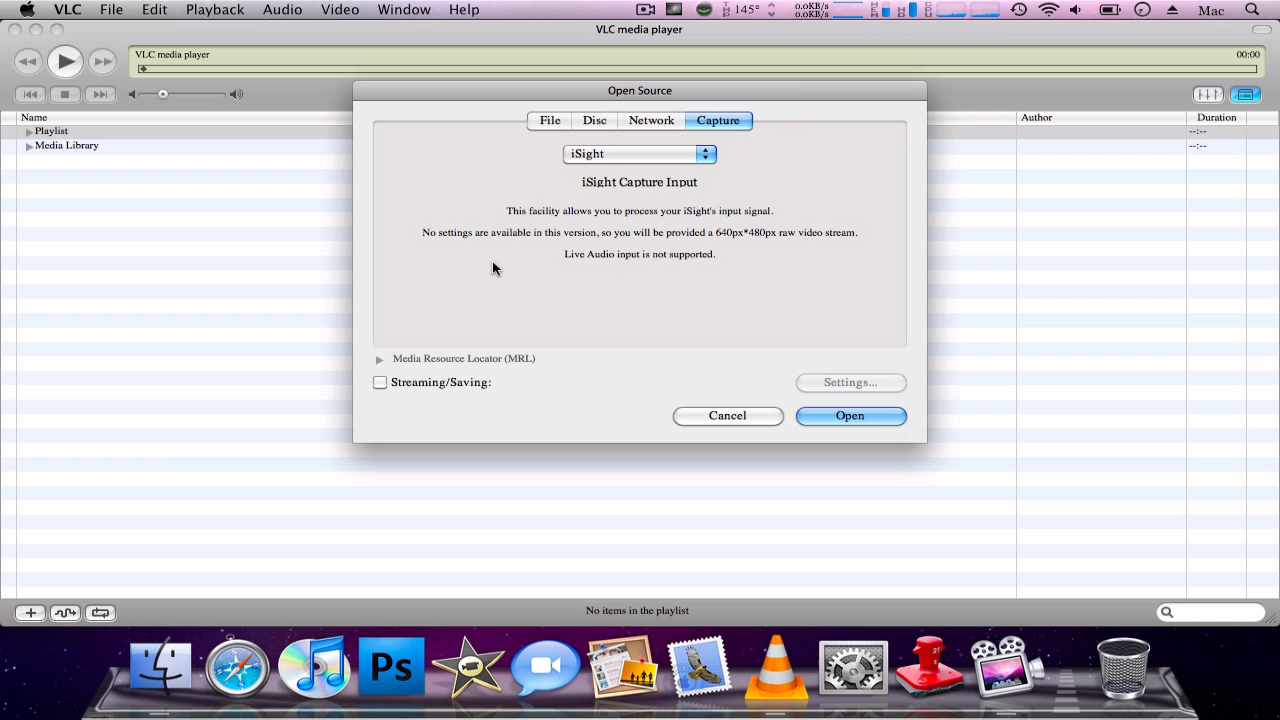 VLC File Edit Playback Audio Video Window Help 145° 0.0KB/s 0.0KB/s Mac
VLC media player
VLC media player 00:00
Open Source
File Disc Network Capture
Name Author Duration
Playlist --:--
Media Library --:--
iSight
iSight Capture Input
This facility allows you to process your iSight's input signal.
No settings are available in this version, so you will be provided a 640px*480px raw video stream.
Live Audio input is not supported.
Media Resource Locator (MRL)
Streaming/Saving: Settings...
Cancel Open
No items in the playlist
Ps